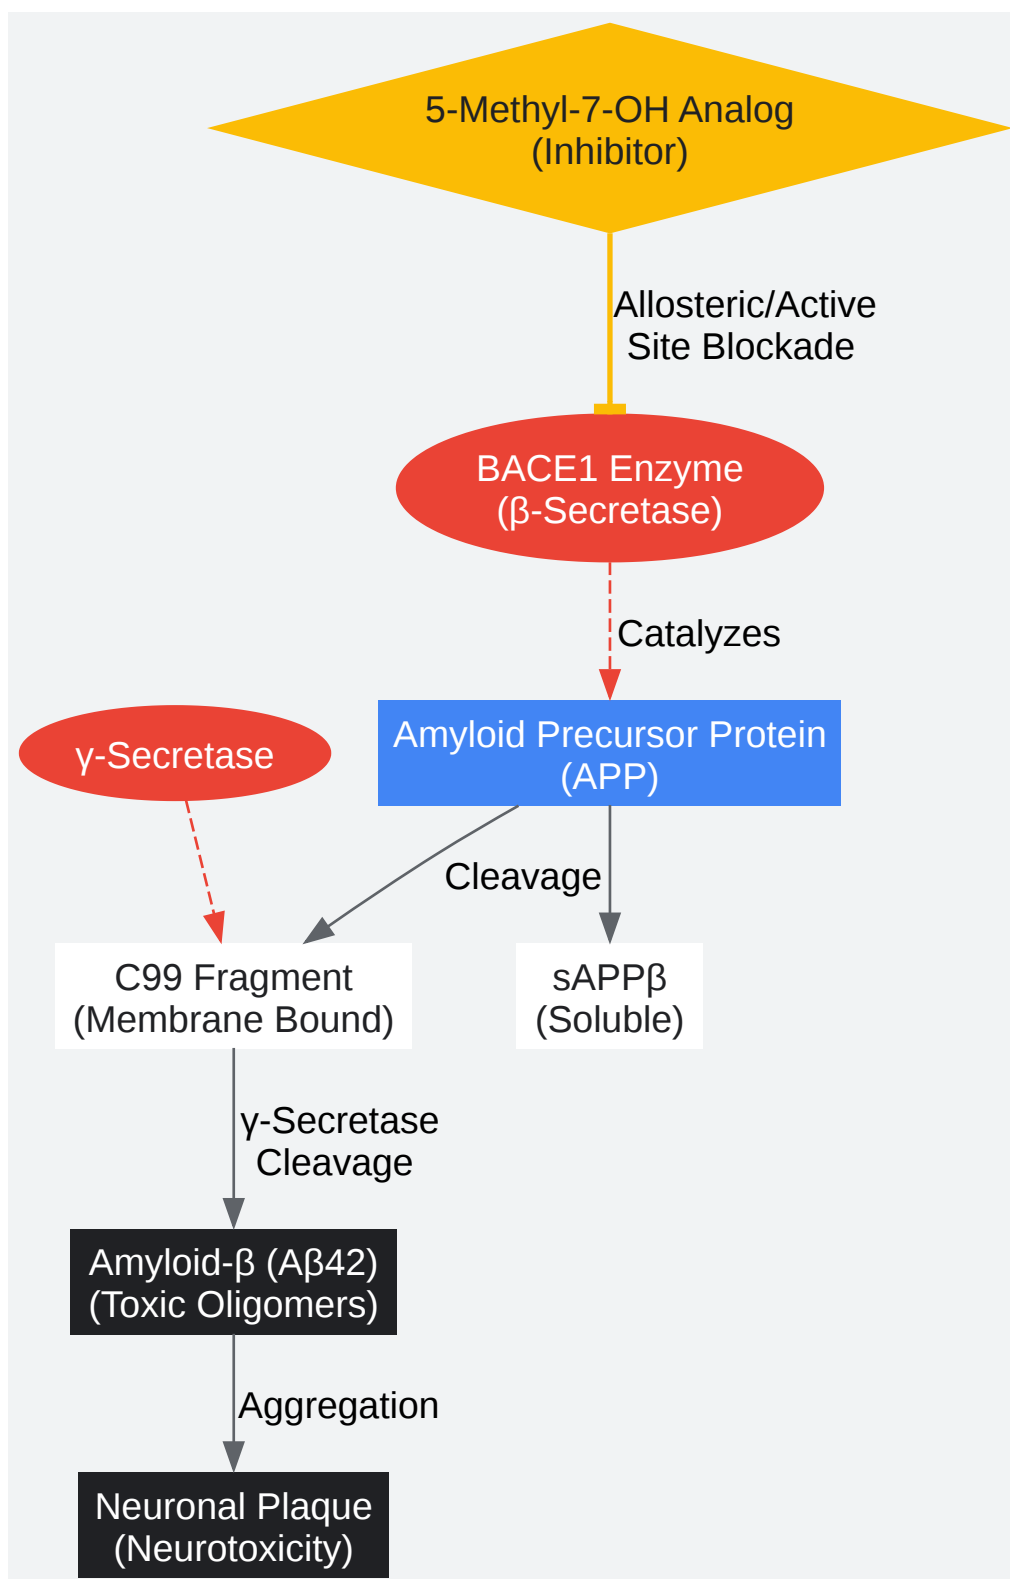 5-Methyl-7-OH Analog
(Inhibitor)
Allosteric/Active
Site Blockade
BACE1 Enzyme
(β-Secretase)
Catalyzes
Amyloid Precursor Protein
(APP)
γ-Secretase
Cleavage
C99 Fragment
(Membrane Bound)
sAPPβ
(Soluble)
γ-Secretase
Cleavage
Amyloid-β (Aβ42)
(Toxic Oligomers)
Aggregation
Neuronal Plaque
(Neurotoxicity)